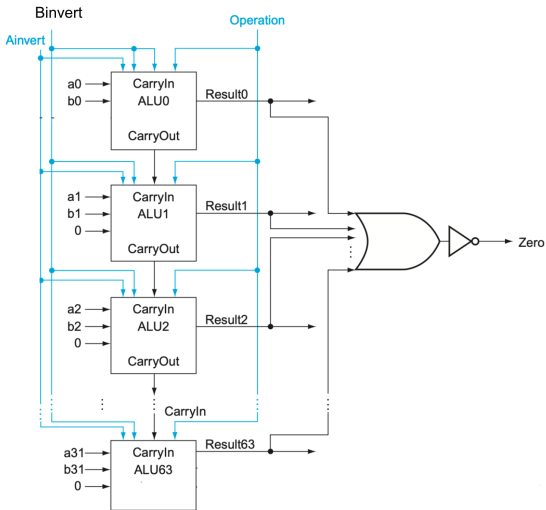 Binvert
Operation
Ainvert
a0
b0
CarryIn
ALU0
CarryOut
Result0
a1
b1
0
CarryIn
ALU1
CarryOut
Result1
Zero
a2
b2
0
CarryIn
ALU2
CarryOut
Result2
CarryIn
a31
b31
0
CarryIn
ALU63
Result63